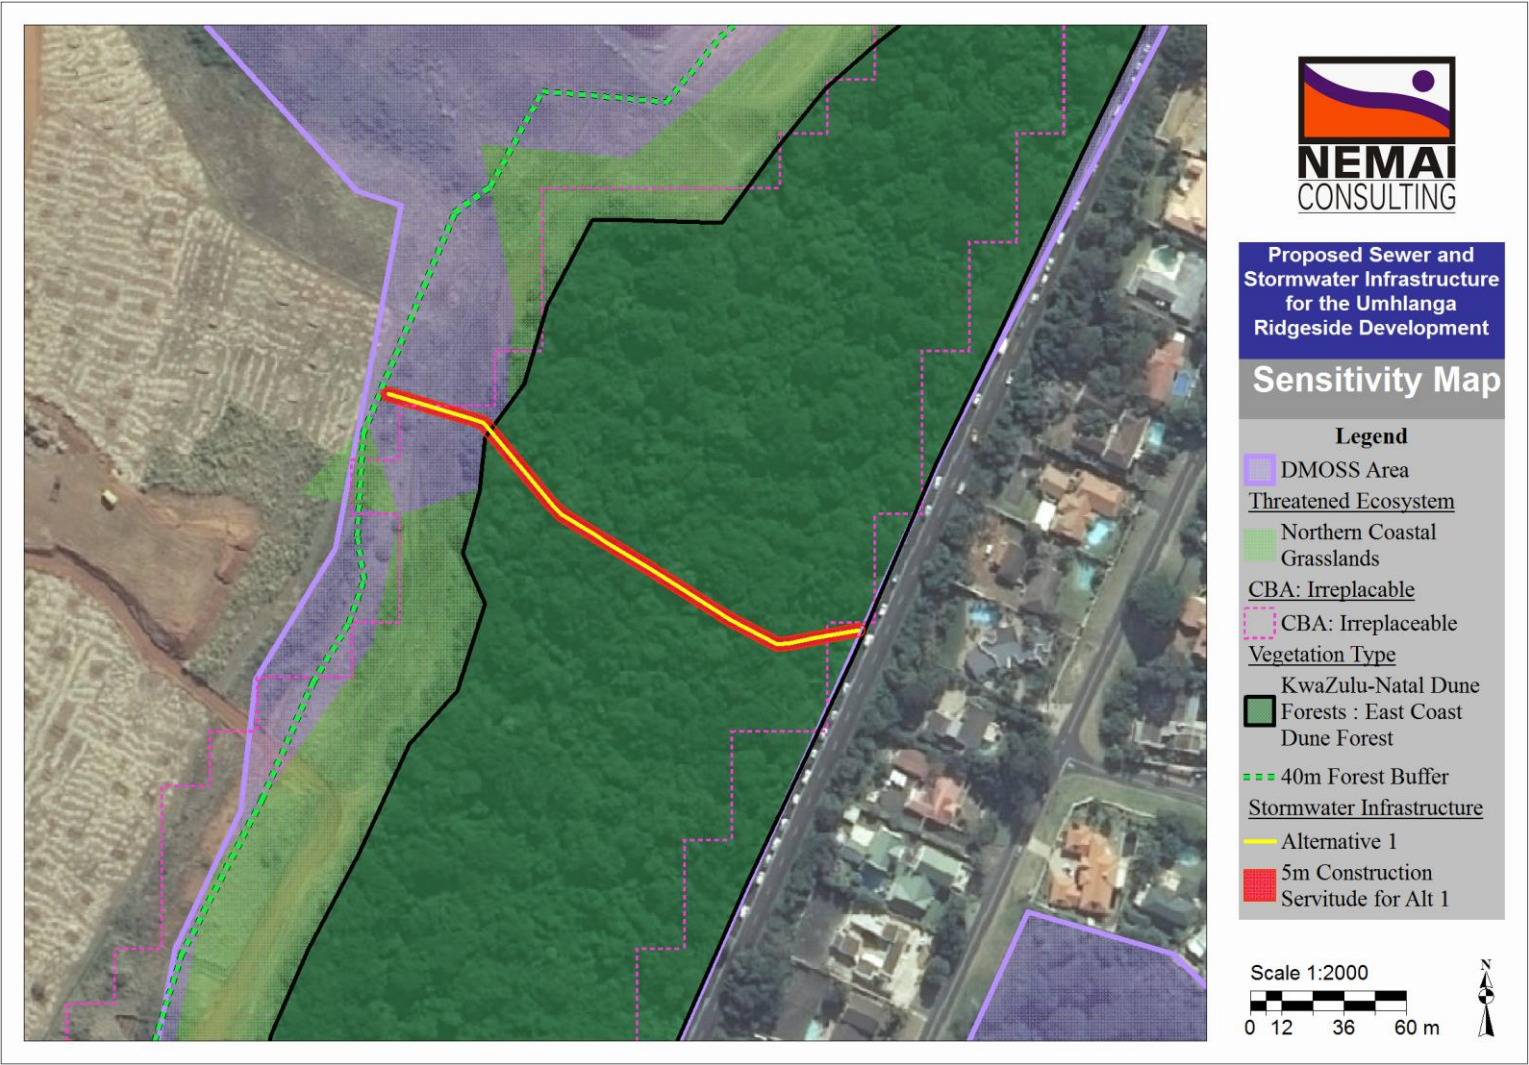 NEMAI
CONSULTING
Proposed Sewer and
Stormwater Infrastructure
for the Umhlanga
Ridgeside Development
Sensitivity Map
Legend
DMOSS Area
Threatened Ecosystem
Northern Coastal
Grasslands
CBA: Irreplacable
CBA: Irreplaceable
Vegetation Type
KwaZulu-Natal Dune
Forests : East Coast
Dune Forest
40m Forest Buffer
Stormwater Infrastructure
Alternative 1
5m Construction
Servitude for Alt 1
Scale 1:2000
0 12 36 60 m
N